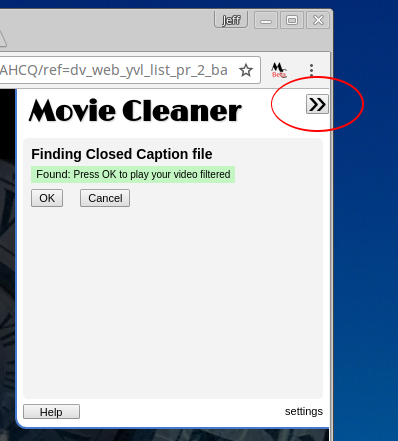 Jeff
AHCQ/ref=dv_web_yvl_list_pr_2_ba
Beta
Movie Cleaner
»
Finding Closed Caption file
Found: Press OK to play your video filtered
OK Cancel
Help settings